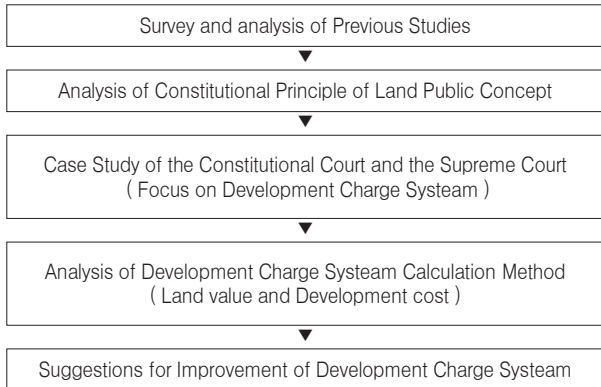 Survey and analysis of Previous Studies
▼
Analysis of Constitutional Principle of Land Public Concept
▼
Case Study of the Constitutional Court and the Supreme Court
( Focus on Development Charge Systeam )
▼
Analysis of Development Charge Systeam Calculation Method
( Land value and Development cost )
▼
Suggestions for Improvement of Development Charge Systeam